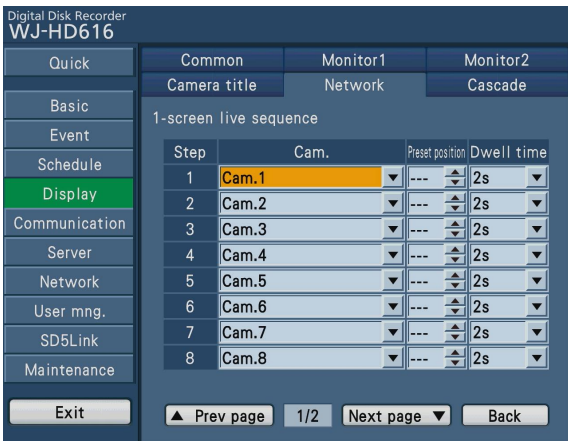 Digital Disk Recorder
WJ-HD616
Quick
Basic
Event
Schedule
Display
Communication
Server
Network
User mng.
SD5Link
Maintenance
Exit
Common Monitor1 Monitor2
Camera title Network Cascade
1-screen live sequence
Step Cam. Preset position Dwell time
1 Cam.1 --- 2s
2 Cam.2 --- 2s
3 Cam.3 --- 2s
4 Cam.4 --- 2s
5 Cam.5 --- 2s
6 Cam.6 --- 2s
7 Cam.7 --- 2s
8 Cam.8 --- 2s
▲ Prev page 1/2 Next page ▼ Back